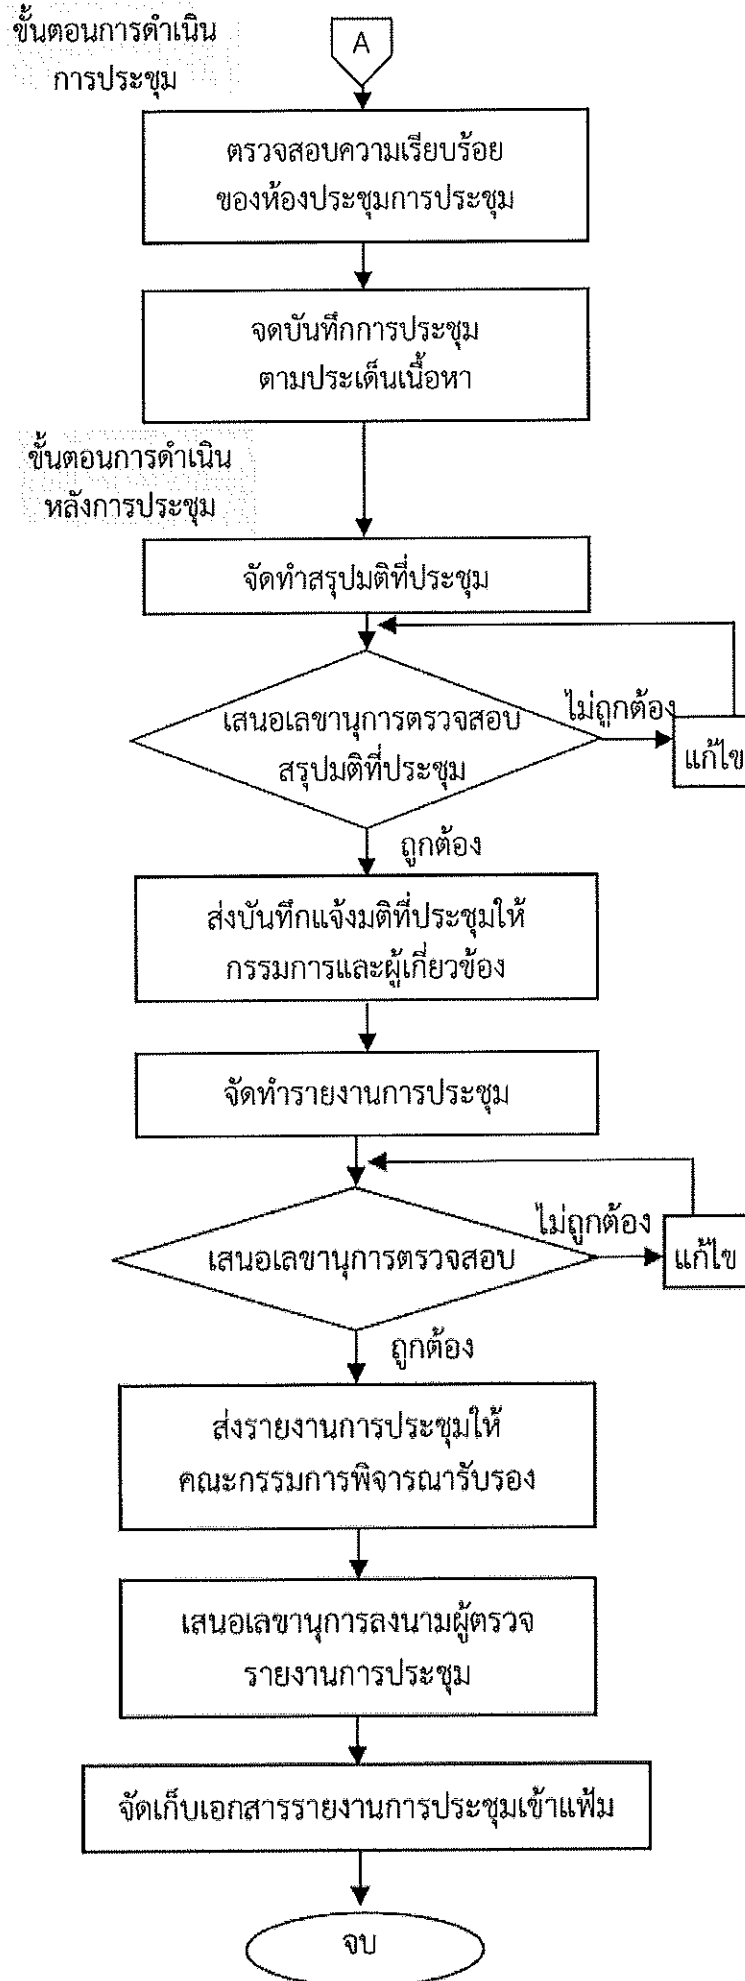 ขั้นตอนการดำเนิน
การประชุม
A
ตรวจสอบความเรียบร้อย
ของห้องประชุมการประชุม
จดบันทึกการประชุม
ตามประเด็นเนื้อหา
ขั้นตอนการดำเนิน
หลังการประชุม
จัดทำสรุปมติที่ประชุม
เสนอเลขานุการตรวจสอบ
สรุปมติที่ประชุม
ไม่ถูกต้อง
แก้ไข
ถูกต้อง
ส่งบันทึกแจ้งมติที่ประชุมให้
กรรมการและผู้เกี่ยวข้อง
จัดทำรายงานการประชุม
เสนอเลขานุการตรวจสอบ
ไม่ถูกต้อง
แก้ไข
ถูกต้อง
ส่งรายงานการประชุมให้
คณะกรรมการพิจารณารับรอง
เสนอเลขานุการลงนามผู้ตรวจ
รายงานการประชุม
จัดเก็บเอกสารรายงานการประชุมเข้าแฟ้ม
จบ